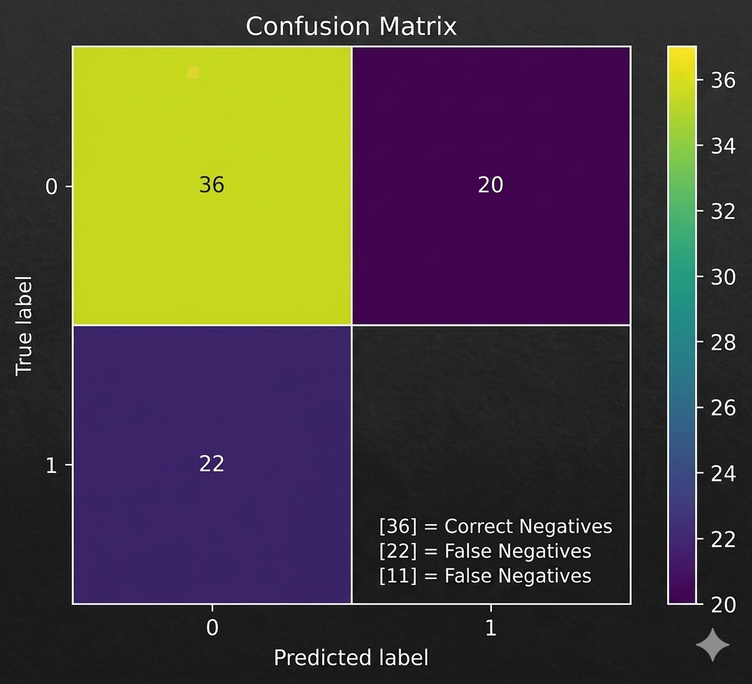 Confusion Matrix
0
36
20
1
22
[36] = Correct Negatives
[22] = False Negatives
[11] = False Negatives
0
1
Predicted label
True label
36
34
32
30
28
26
24
22
20